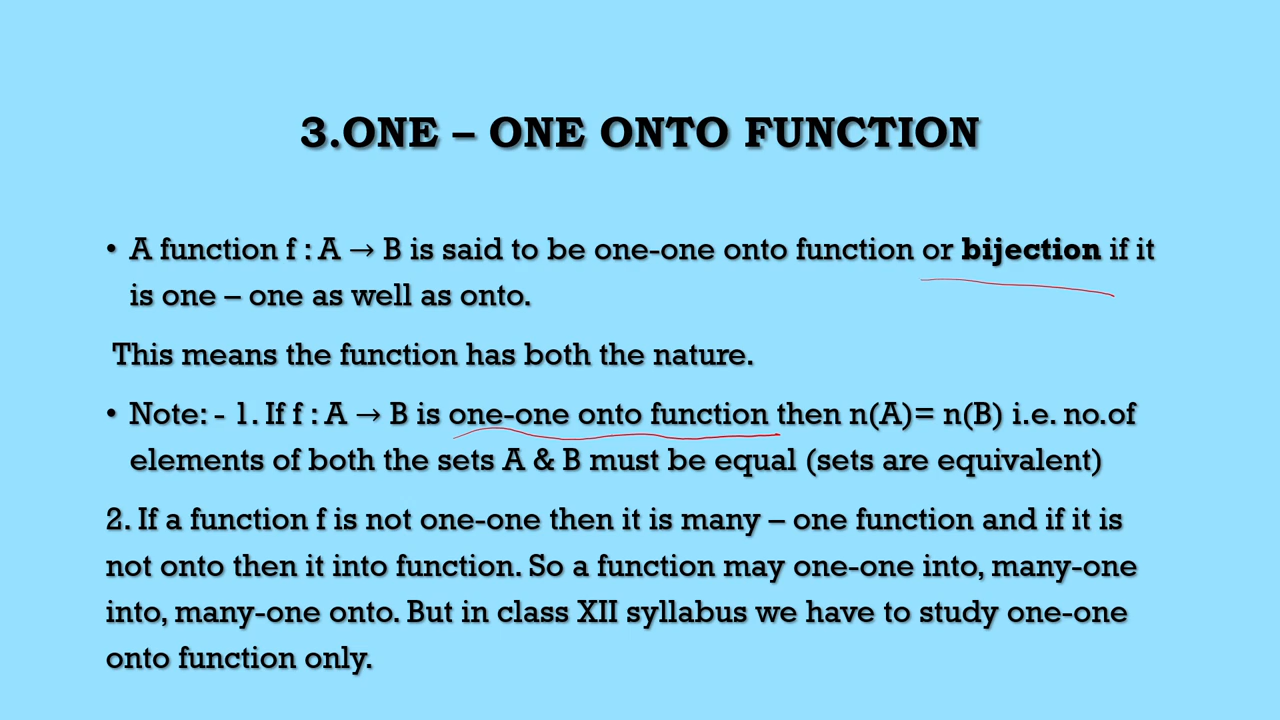 3.ONE – ONE ONTO FUNCTION
• A function f : A → B is said to be one-one onto function or bijection if it
is one – one as well as onto.
This means the function has both the nature.
• Note: - 1. If f : A → B is one-one onto function then n(A)= n(B) i.e. no.of
elements of both the sets A & B must be equal (sets are equivalent)
2. If a function f is not one-one then it is many – one function and if it is
not onto then it into function. So a function may one-one into, many-one
into, many-one onto. But in class XII syllabus we have to study one-one
onto function only.